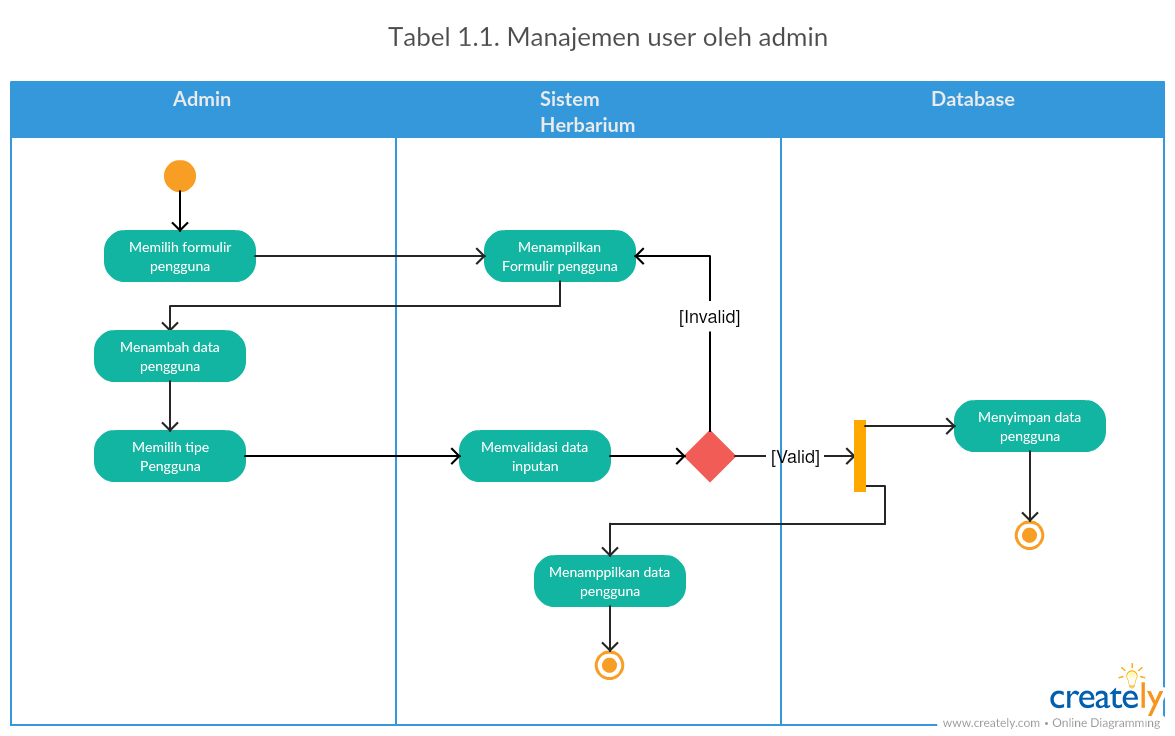 Tabel 1.1. Manajemen user oleh admin
Admin
Sistem
Herbarium
Database
Memilih formulir
pengguna
Menampilkan
Formulir pengguna
[Invalid]
Menambah data
pengguna
Memilih tipe
Pengguna
Memvalidasi data
inputan
[Valid]
Menyimpan data
pengguna
Menamppilkan data
pengguna
creately
www.creately.com • Online Diagramming